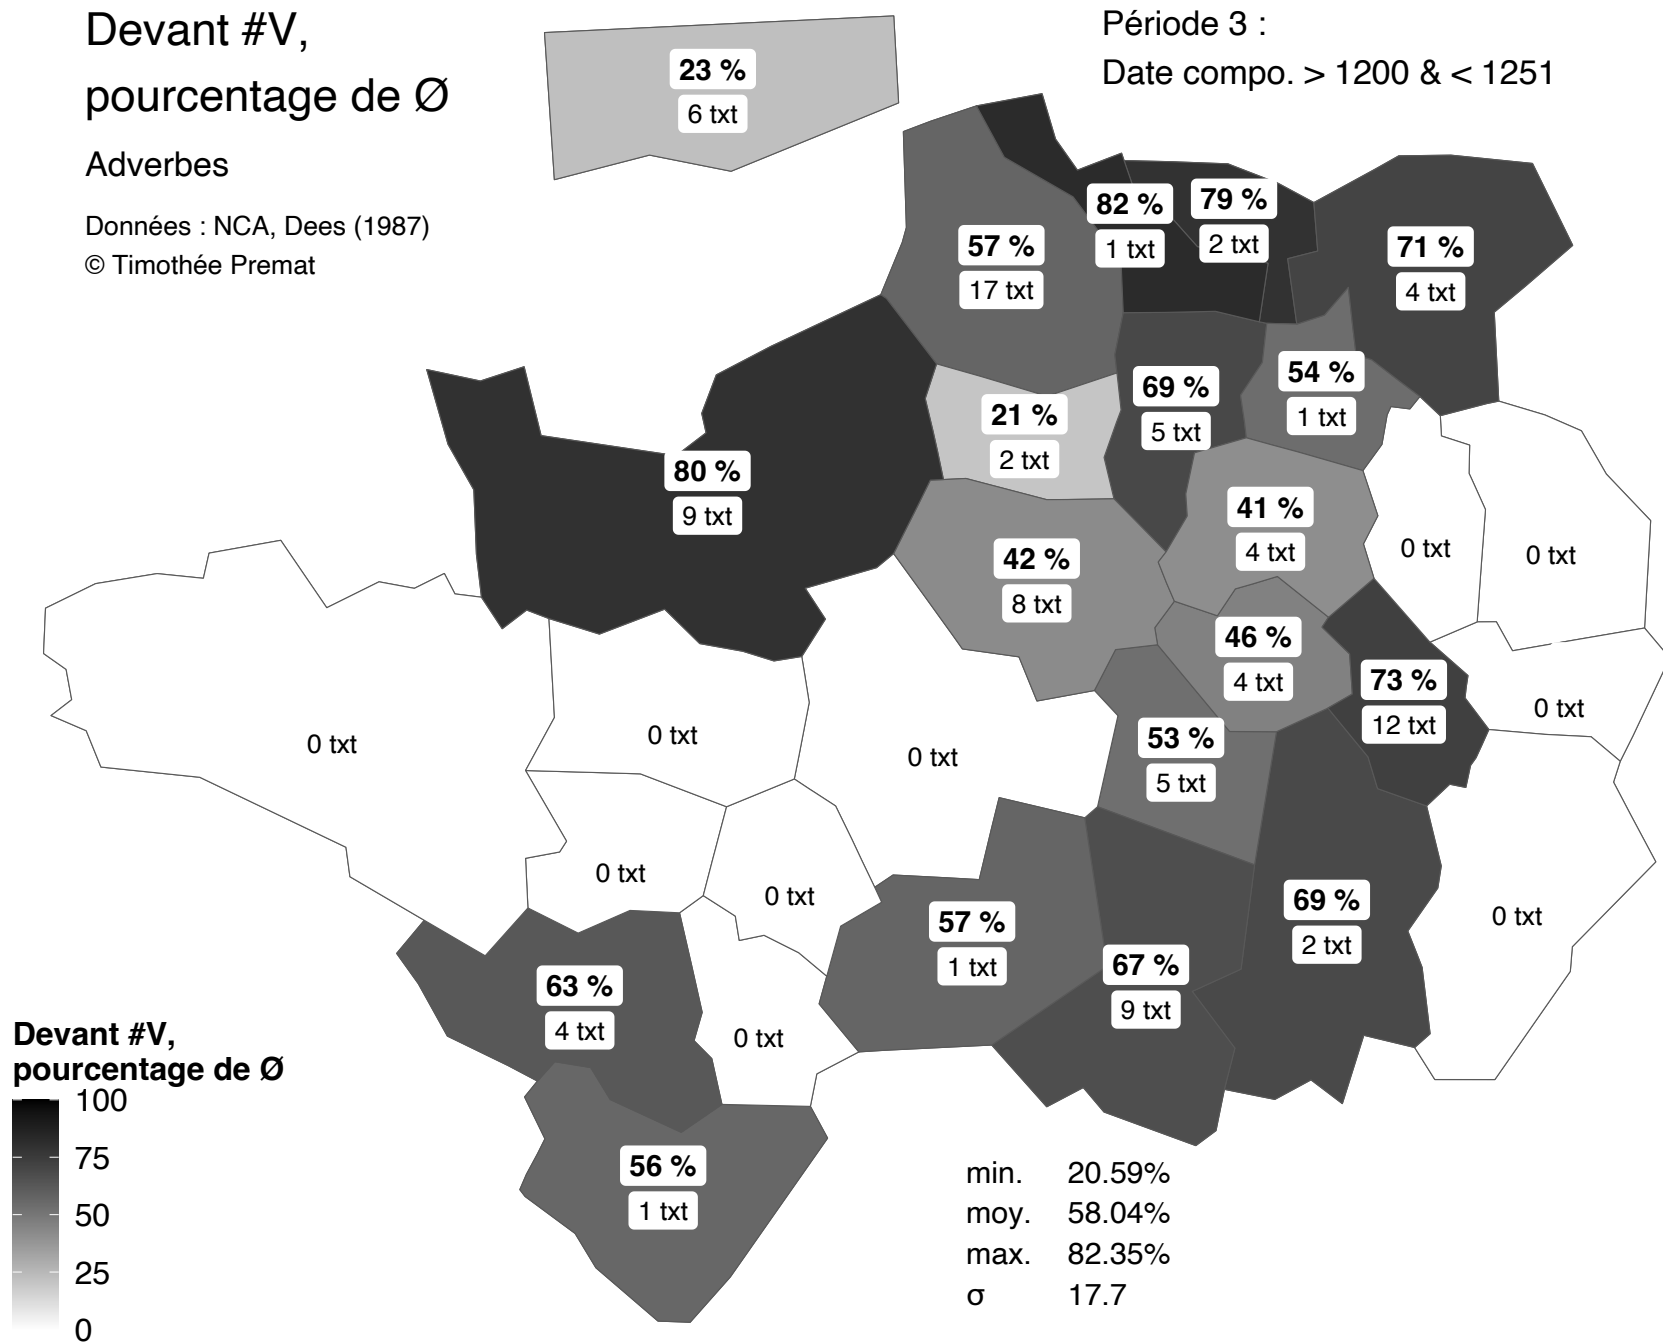 Devant #V,
pourcentage de Ø
Adverbes
Données : NCA, Dees (1987)
© Timothée Premat
Période 3 :
Date compo. > 1200 & < 1251
23 %
6 txt
82 %
1 txt
79 %
2 txt
57 %
17 txt
71 %
4 txt
54 %
1 txt
69 %
5 txt
21 %
2 txt
80 %
9 txt
41 %
4 txt
42 %
8 txt
0 txt
0 txt
46 %
4 txt
73 %
12 txt
0 txt
53 %
5 txt
0 txt
0 txt
0 txt
0 txt
0 txt
57 %
1 txt
69 %
2 txt
0 txt
67 %
9 txt
63 %
4 txt
0 txt
56 %
1 txt
Devant #V,
pourcentage de Ø
100
75
50
25
0
min. 20.59%
moy. 58.04%
max. 82.35%
σ 17.7